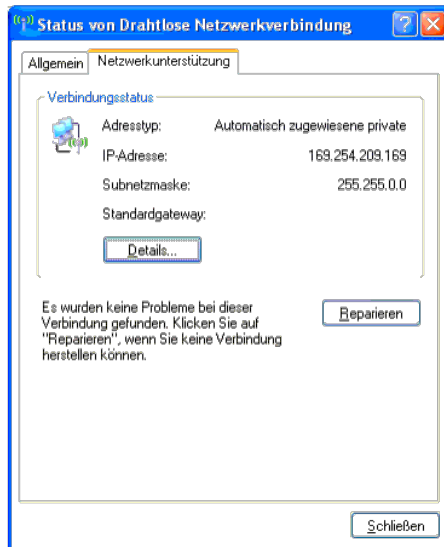 Status von Drahtlose Netzwerkverbindung
Allgemein Netzwerkunterstützung
Verbindungsstatus
Adresstyp: Automatisch zugewiesene private
IP-Adresse: 169.254.209.169
Subnetzmaske: 255.255.0.0
Standardgateway:
Details...
Es wurden keine Probleme bei dieser
Verbindung gefunden. Klicken Sie auf
"Reparieren", wenn Sie keine Verbindung
herstellen können.
Reparieren
Schließen